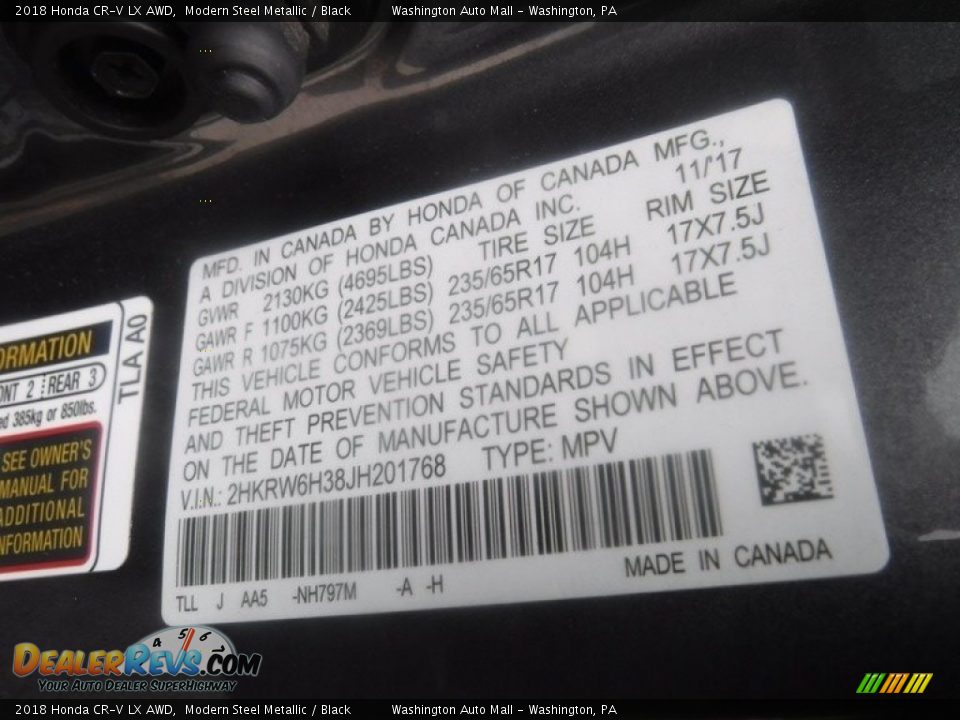 2018 Honda CR-V LX AWD, Modern Steel Metallic / Black Washington Auto Mall - Washington, PA
MFD. IN CANADA BY HONDA OF CANADA MFG.,
A DIVISION OF HONDA CANADA INC. 11/'17
GVWR 2130KG (4695LBS) TIRE SIZE RIM SIZE
GAWR F 1100KG (2425LBS) 235/65R17 104H 17X7.5J
GAWR R 1075KG (2369LBS) 235/65R17 104H 17X7.5J
THIS VEHICLE CONFORMS TO ALL APPLICABLE
FEDERAL MOTOR VEHICLE SAFETY
AND THEFT PREVENTION STANDARDS IN EFFECT
ON THE DATE OF MANUFACTURE SHOWN ABOVE.
V.I.N.: 2HKRW6H38JH201768 TYPE: MPV
MADE IN CANADA
TLL J AA5 -NH797M -A -H
ORMATION
ONT 2 REAR 3
ed 385kg or 850lbs.
SEE OWNER'S
MANUAL FOR
ADDITIONAL
NFORMATION
TLA A0
4 5 6
DEALERREVS.COM
YOUR AUTO DEALER SUPERHIGHWAY
2018 Honda CR-V LX AWD, Modern Steel Metallic / Black Washington Auto Mall - Washington, PA